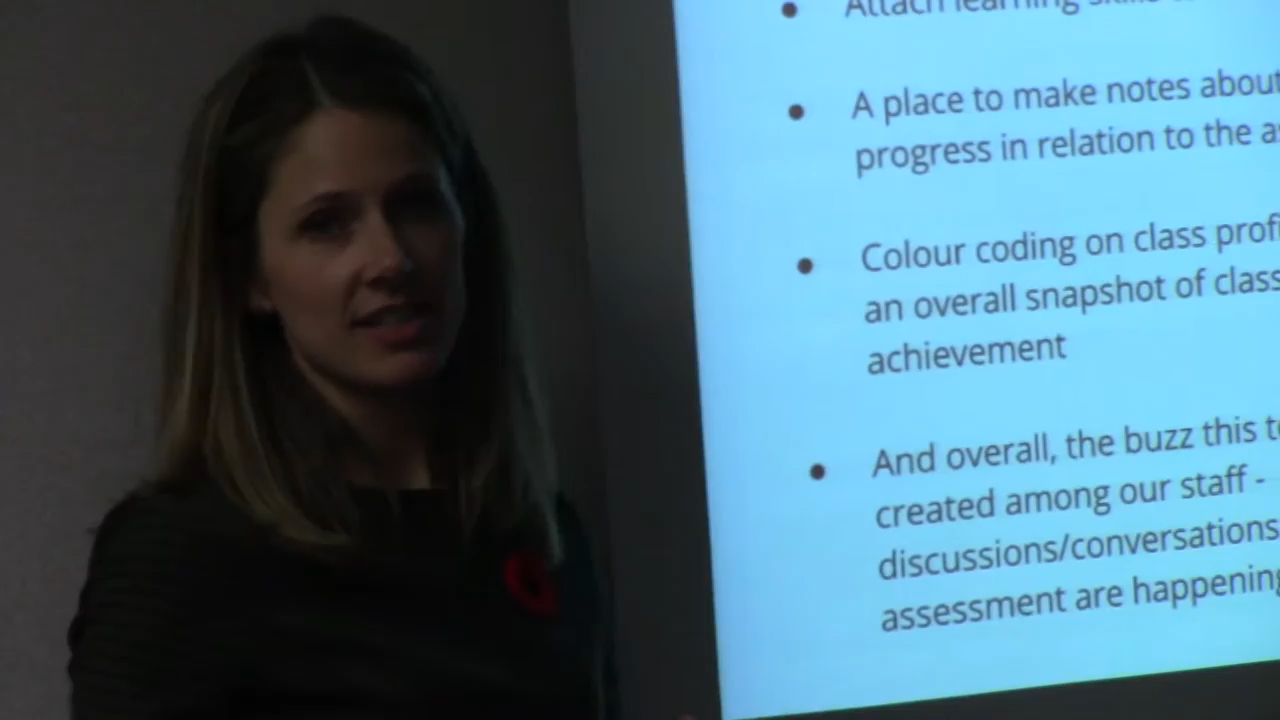 Attach learning skills
A place to make notes about
progress in relation to the
Colour coding on class
an overall snapshot of class
achievement
And overall, the buzz this
created among our staff -
discussions/conversations
assessment are happening